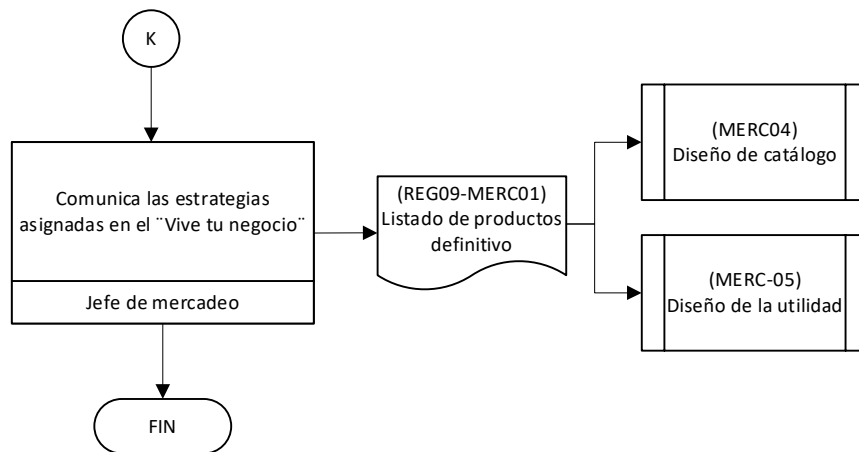 K
Comunica las estrategias
asignadas en el ¨Vive tu negocio¨
Jefe de mercadeo
FIN
(REG09-MERC01)
Listado de productos
definitivo
(MERC04)
Diseño de catálogo
(MERC-05)
Diseño de la utilidad